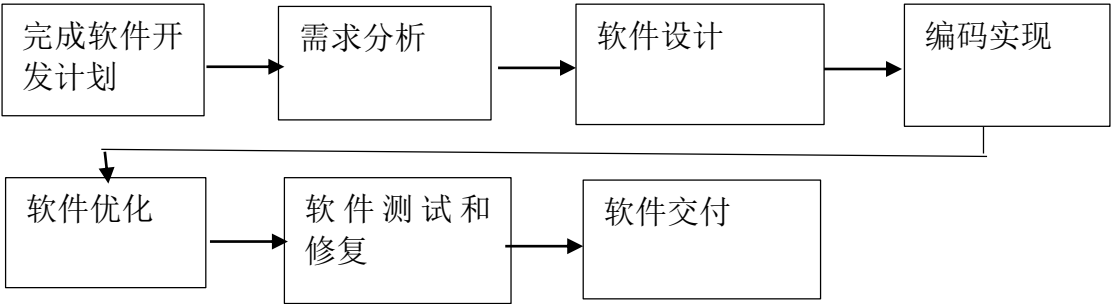 完成软件开
发计划
需求分析
软件设计
编码实现
软件优化
软件测试和
修复
软件交付